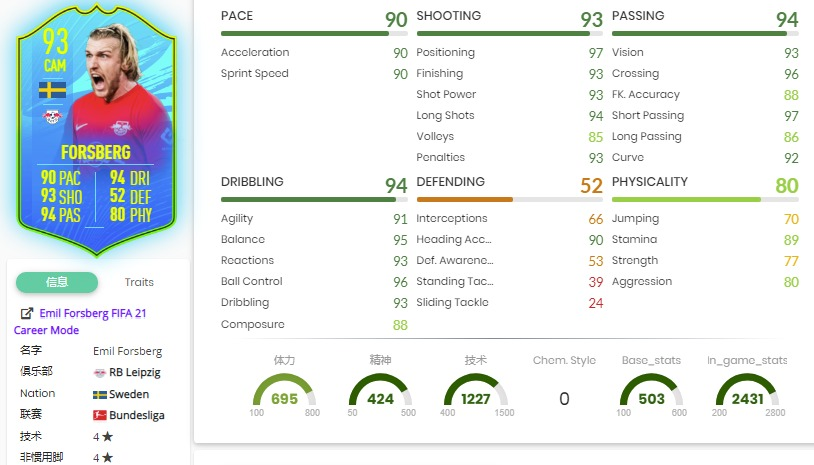 93
CAM
FORSBERG
90 PAC 94 DRI
93 SHO 52 DEF
94 PAS 80 PHY
信息 Traits
Emil Forsberg FIFA 21
Career Mode
名字 Emil Forsberg
俱乐部 RB Leipzig
Nation Sweden
联赛 Bundesliga
技术 4 ★
非惯用脚 4 ★
PACE 90
Acceleration 90
Sprint Speed 90
SHOOTING 93
Positioning 97
Finishing 93
Shot Power 93
Long Shots 94
Volleys 85
Penalties 93
PASSING 94
Vision 93
Crossing 96
FK. Accuracy 88
Short Passing 97
Long Passing 86
Curve 92
DRIBBLING 94
Agility 91
Balance 95
Reactions 93
Ball Control 96
Dribbling 93
Composure 88
DEFENDING 52
Interceptions 66
Heading Acc... 90
Def. Awarene... 53
Standing Tac... 39
Sliding Tackle 24
PHYSICALITY 80
Jumping 70
Stamina 89
Strength 77
Aggression 80
体力 精神 技术 Chem. Style Base_stats In_game_stats
695 424 1227 0 503 2431
100 800 50 500 400 1500 100 600 200 2800